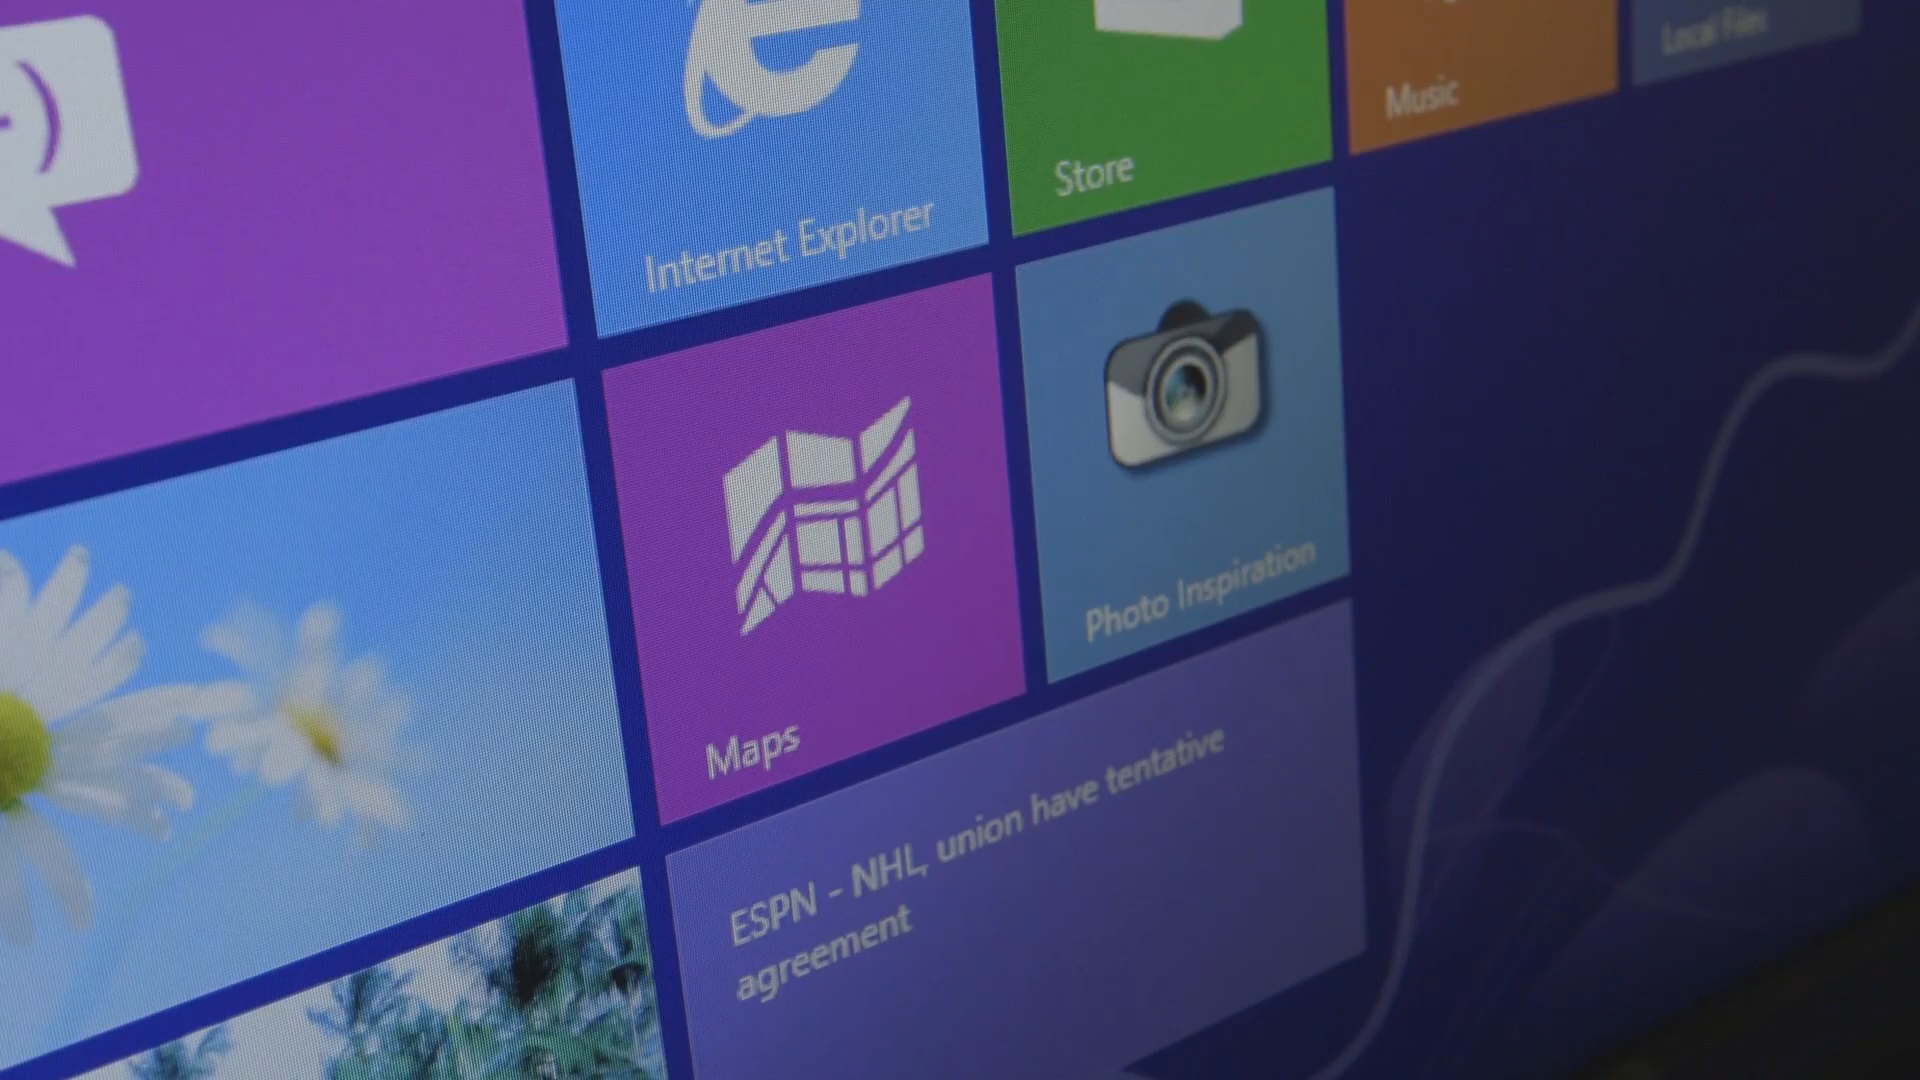 Local Files
Music
Store
Internet Explorer
Photo Inspiration
Maps
ESPN - NHL, union have tentative
agreement